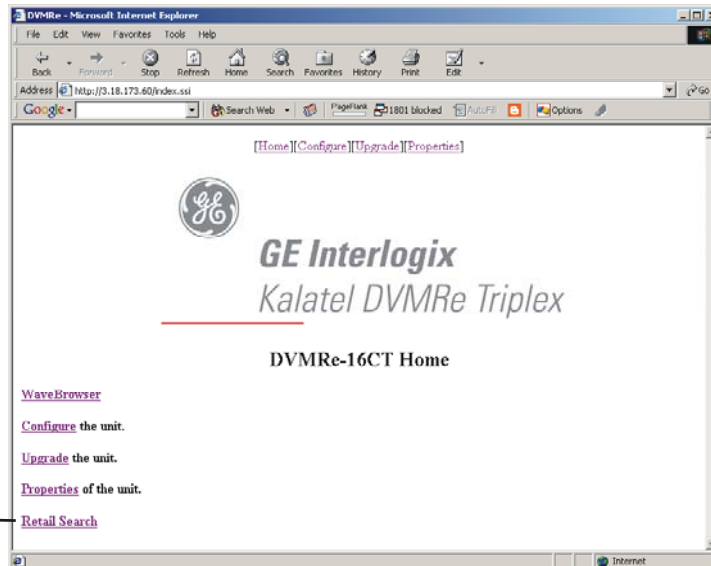 DVMRe - Microsoft Internet Explorer
File Edit View Favorites Tools Help
Back Forward Stop Refresh Home Search Favorites History Print Edit
Address http://3.18.173.60/index.ssi Go
Google Search Web PageRank 1801 blocked AutoFill Options
[Home][Configure][Upgrade][Properties]
GE
GE Interlogix
Kalatel DVMRe Triplex
DVMRe-16CT Home
WaveBrowser
Configure the unit.
Upgrade the unit.
Properties of the unit.
Retail Search
Internet